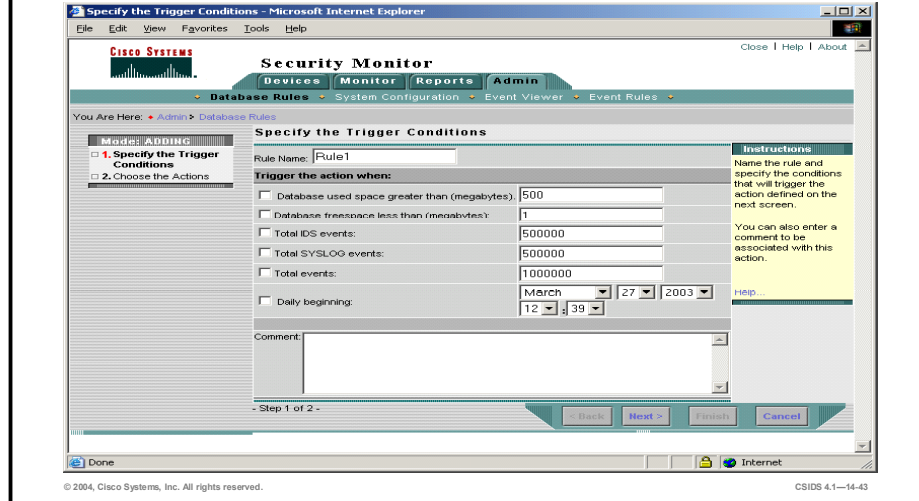 Specify the Trigger Conditions - Microsoft Internet Explorer
File Edit View Favorites Tools Help
Close | Help | About
CISCO SYSTEMS
Security Monitor
Devices Monitor Reports Admin
Database Rules System Configuration Event Viewer Event Rules
You Are Here: Admin > Database Rules
Specify the Trigger Conditions
Mode: ADDING
1. Specify the Trigger Conditions
2. Choose the Actions
Rule Name: Rule1
Trigger the action when:
Database used space greater than (megabytes). 500
Database freespace less than (megabytes): 1
Total IDS events: 500000
Total SYSLOG events: 500000
Total events: 1000000
Daily beginning: March 27 2003
12 : 39
Comment:
Instructions
Name the rule and
specify the conditions
that will trigger the
action defined on the
next screen.
You can also enter a
comment to be
associated with this
action.
Help...
- Step 1 of 2 -
< Back Next > Finish Cancel
Done Internet
© 2004, Cisco Systems, Inc. All rights reserved. CSIDS 4.1—14-43